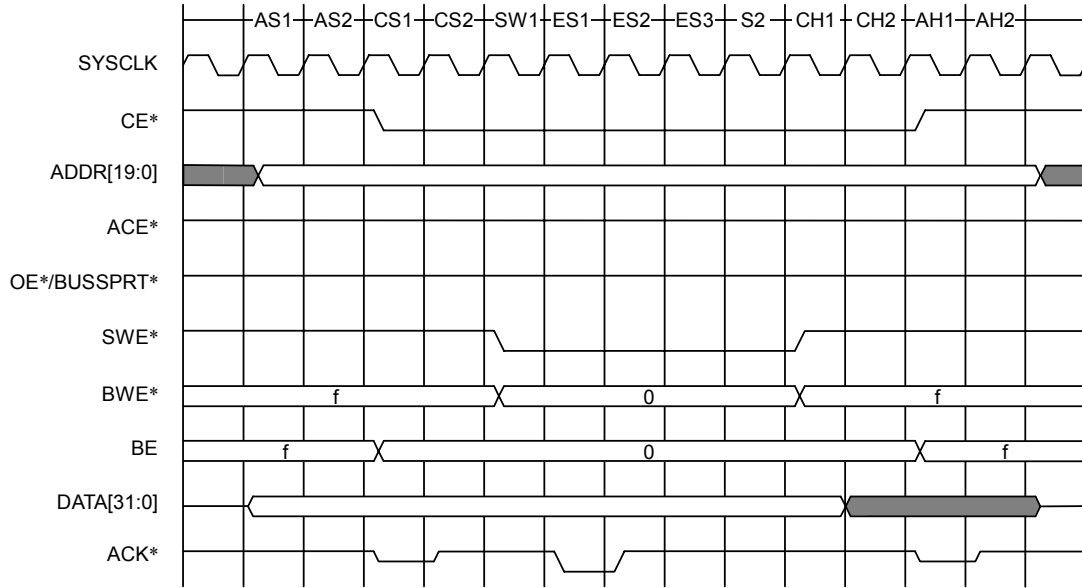 AS1 AS2 CS1 CS2 SW1 ES1 ES2 ES3 S2 CH1 CH2 AH1 AH2
SYSCLK
CE*
ADDR[19:0]
ACE*
OE*/BUSSPRT*
SWE*
BWE* f 0 f
BE f 0 f
DATA[31:0]
ACK*